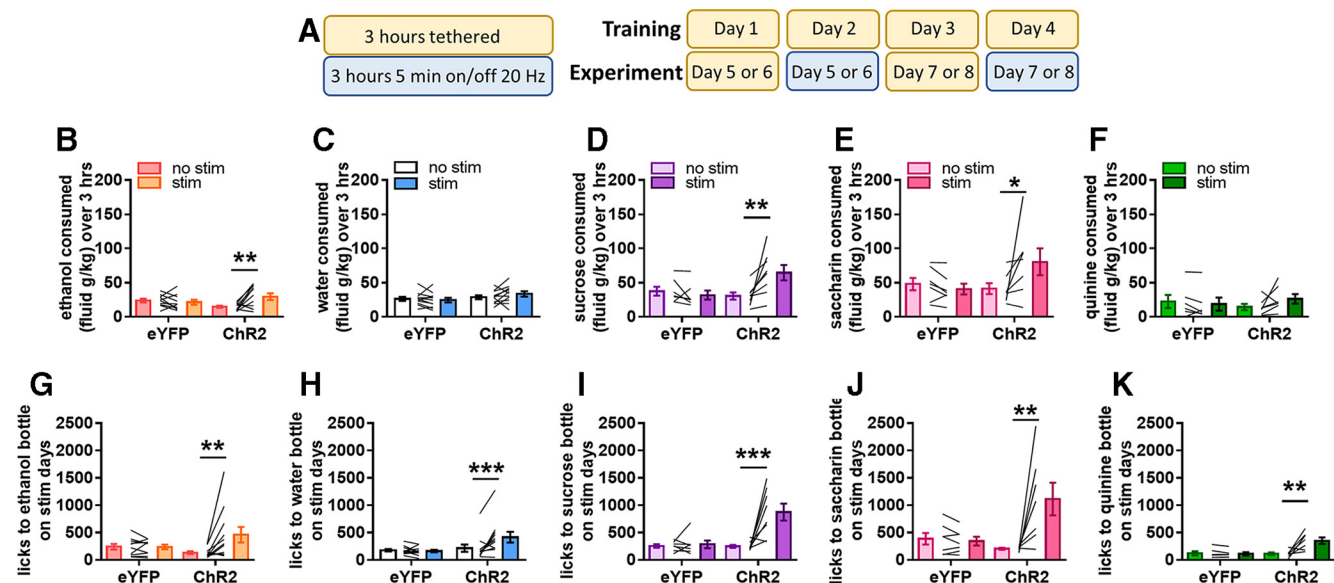 A
3 hours tethered
3 hours 5 min on/off 20 Hz
Training Day 1 Day 2 Day 3 Day 4
Experiment Day 5 or 6 Day 5 or 6 Day 7 or 8 Day 7 or 8
B
ethanol consumed
(fluid g/kg) over 3 hrs
no stim
stim
200
150
100
50
0
**
eYFP ChR2
C
water consumed
(fluid g/kg) over 3 hrs
no stim
stim
200
150
100
50
0
eYFP ChR2
D
sucrose consumed
(fluid g/kg) over 3 hrs
no stim
stim
200
150
100
50
0
**
eYFP ChR2
E
saccharin consumed
(fluid g/kg) over 3 hrs
no stim
stim
200
150
100
50
0
*
eYFP ChR2
F
quinine consumed
(fluid g/kg) over 3 hrs
no stim
stim
200
150
100
50
0
eYFP ChR2
G
licks to ethanol bottle
on stim days
2500
2000
1500
1000
500
0
**
eYFP ChR2
H
licks to water bottle
on stim days
2500
2000
1500
1000
500
0
***
eYFP ChR2
I
licks to sucrose bottle
on stim days
2500
2000
1500
1000
500
0
***
eYFP ChR2
J
licks to saccharin bottle
on stim days
2500
2000
1500
1000
500
0
**
eYFP ChR2
K
licks to quinine bottle
on stim days
2500
2000
1500
1000
500
0
**
eYFP ChR2